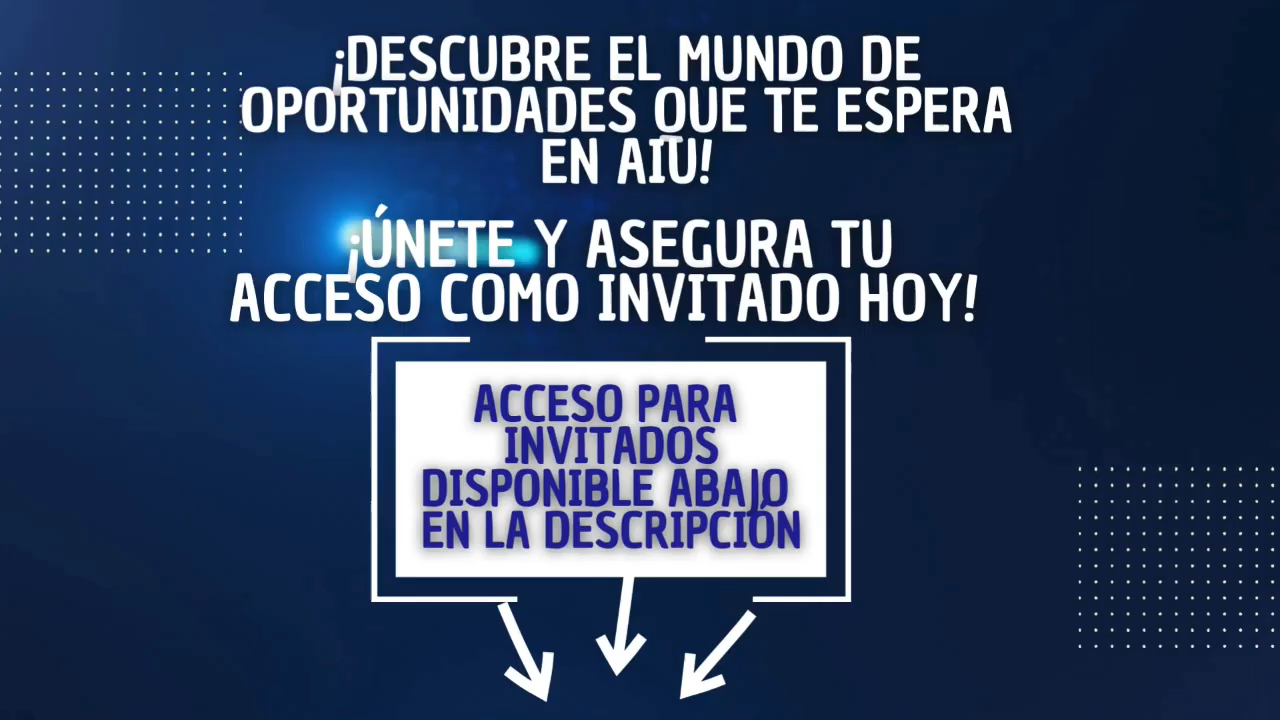 ¡DESCUBRE EL MUNDO DE
OPORTUNIDADES QUE TE ESPERA
EN AIU!
¡ÚNETE Y ASEGURA TU
ACCESO COMO INVITADO HOY!
ACCESO PARA
INVITADOS
DISPONIBLE ABAJO
EN LA DESCRIPCIÓN